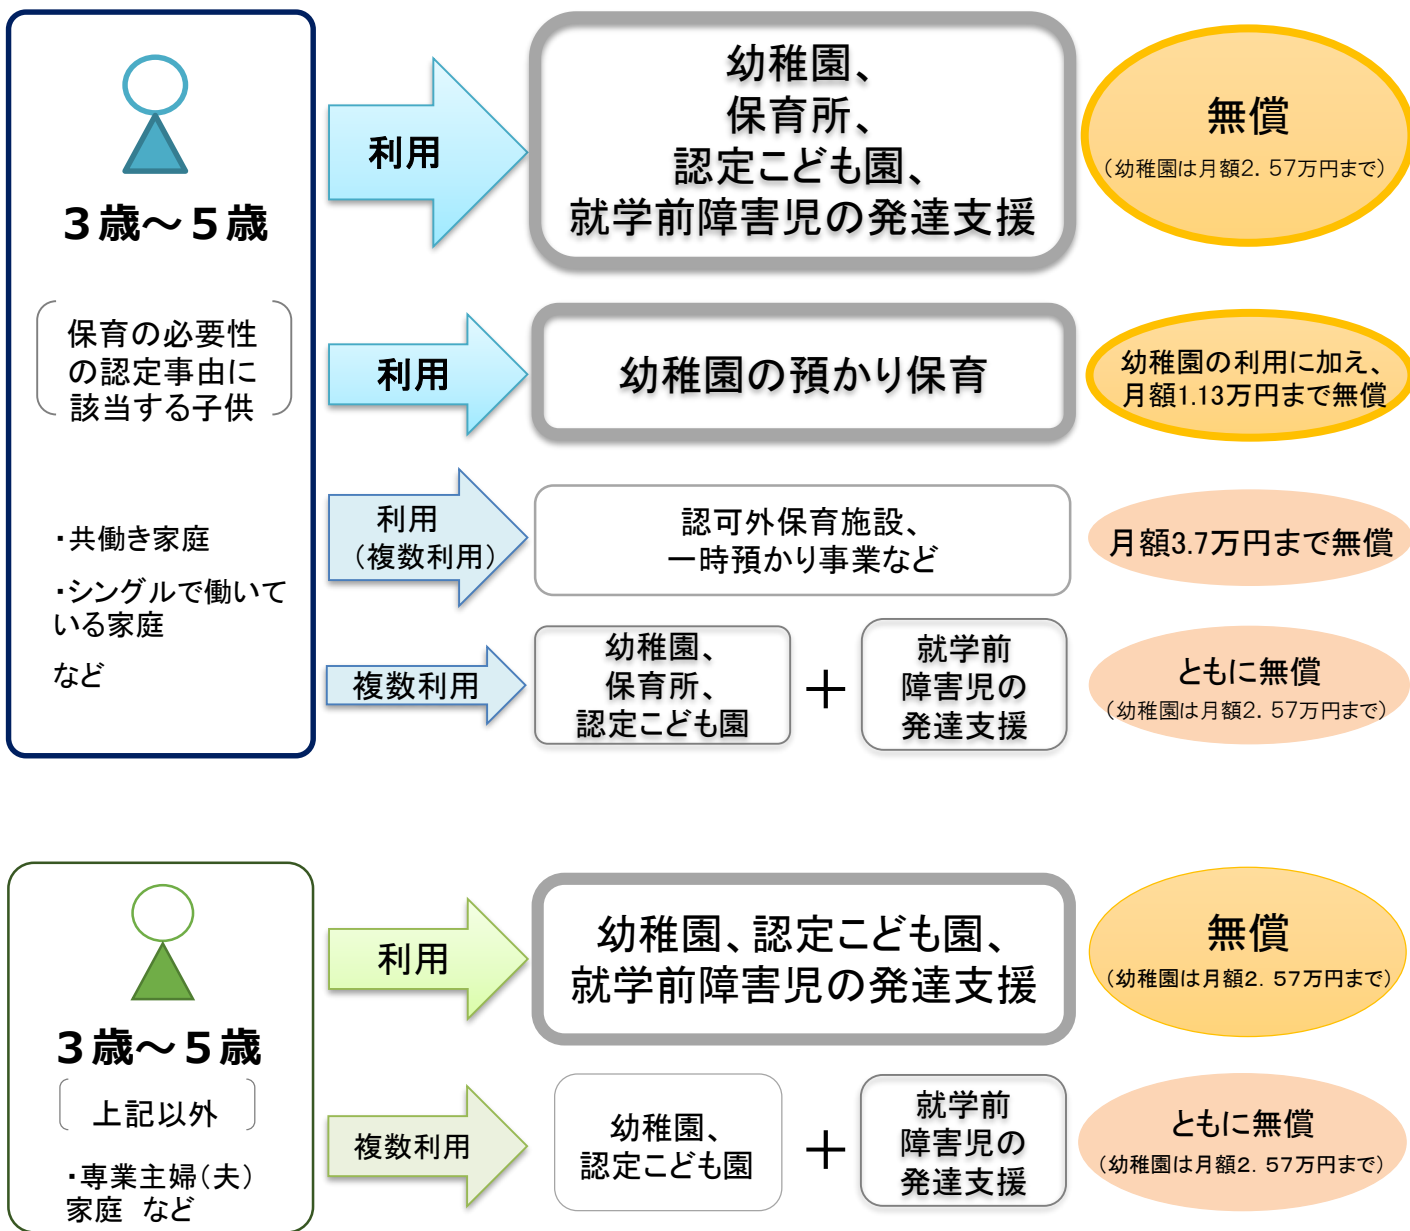 ３歳～５歳
保育の必要性
の認定事由に
該当する子供
・共働き家庭
・シングルで働いて
いる家庭
など
利用
幼稚園、
保育所、
認定こども園、
就学前障害児の発達支援
無償
（幼稚園は月額2．57万円まで）
利用
幼稚園の預かり保育
幼稚園の利用に加え、
月額1.13万円まで無償
利用
（複数利用）
認可外保育施設、
一時預かり事業など
月額3.7万円まで無償
複数利用
幼稚園、
保育所、
認定こども園
＋
就学前
障害児の
発達支援
ともに無償
（幼稚園は月額2．57万円まで）
３歳～５歳
上記以外
・専業主婦（夫）
家庭　など
利用
幼稚園、認定こども園、
就学前障害児の発達支援
無償
（幼稚園は月額2．57万円まで）
複数利用
幼稚園、
認定こども園
＋
就学前
障害児の
発達支援
ともに無償
（幼稚園は月額2．57万円まで）